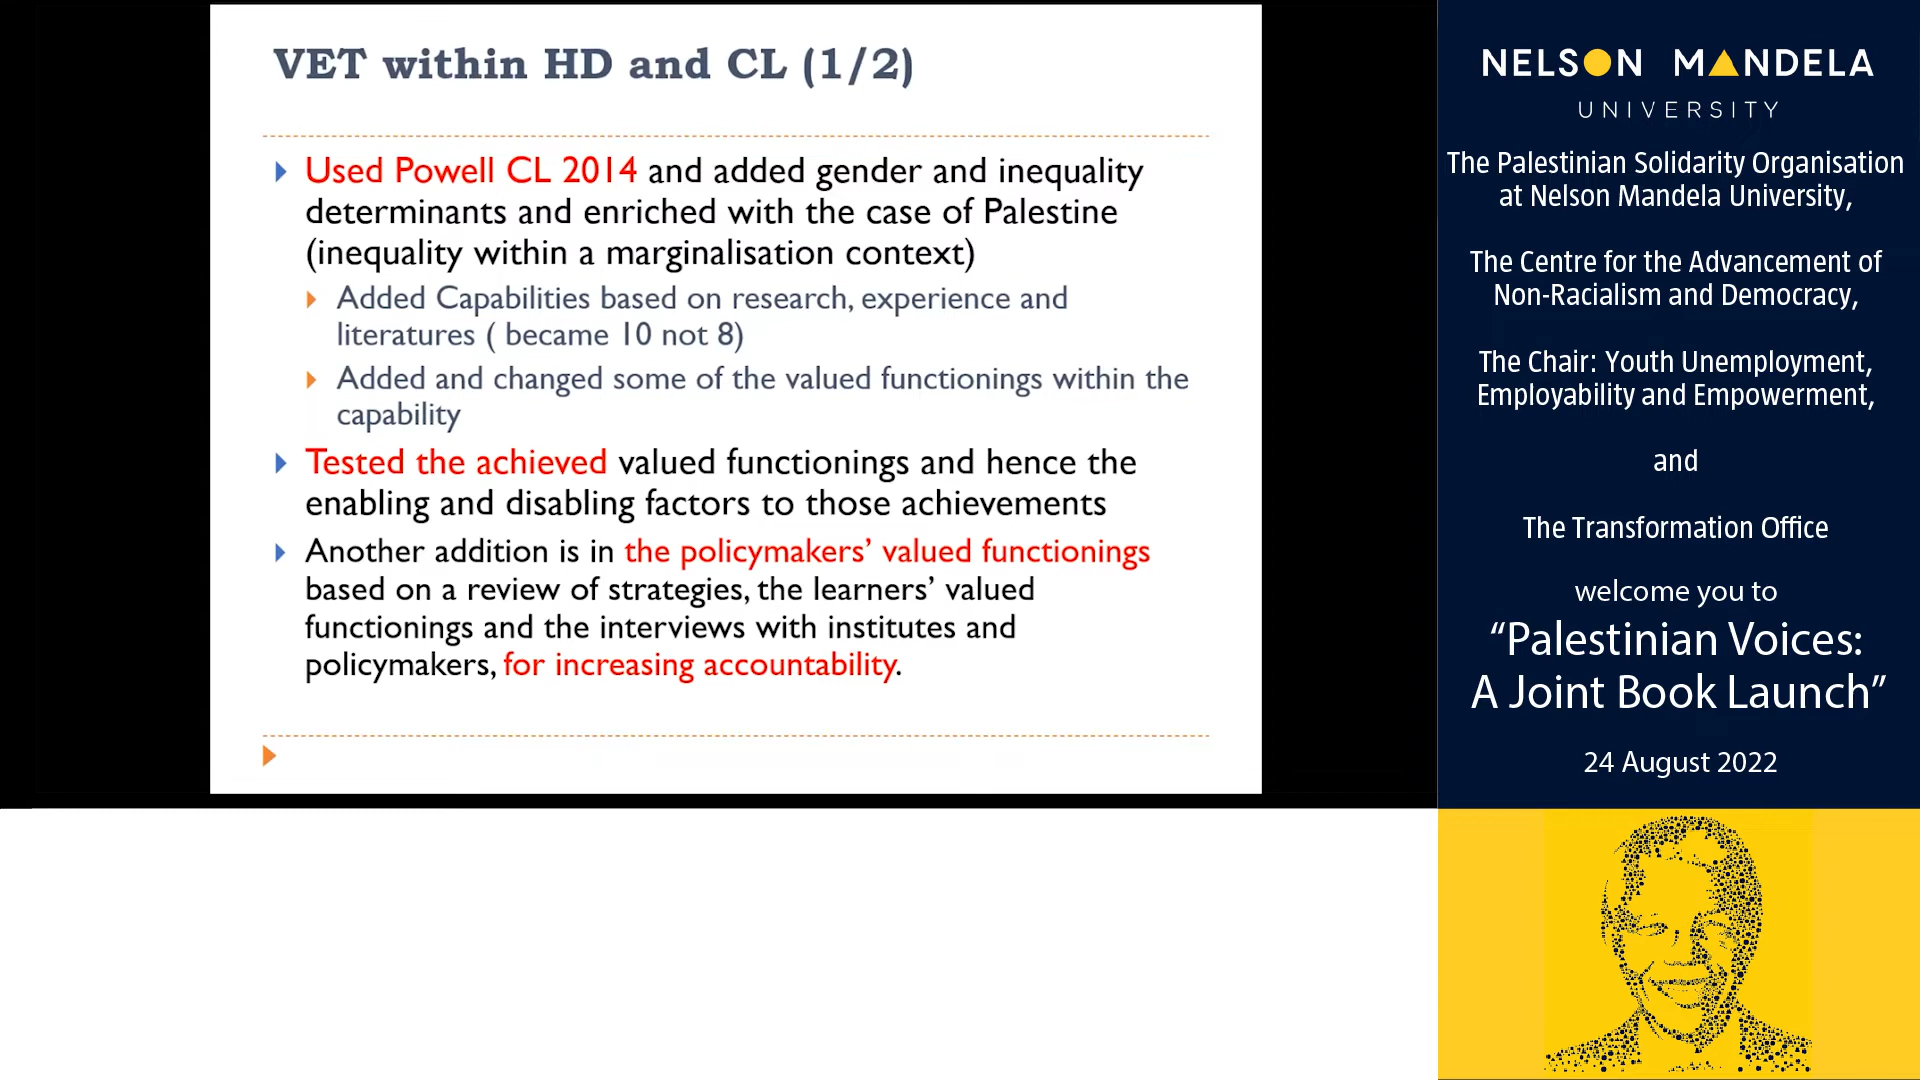 VET within HD and CL (1/2)
Used Powell CL 2014 and added gender and inequality
determinants and enriched with the case of Palestine
(inequality within a marginalisation context)
Added Capabilities based on research, experience and
literatures ( became 10 not 8)
Added and changed some of the valued functionings within the
capability
Tested the achieved valued functionings and hence the
enabling and disabling factors to those achievements
Another addition is in the policymakers’ valued functionings
based on a review of strategies, the learners’ valued
functionings and the interviews with institutes and
policymakers, for increasing accountability.
NELSON MANDELA
UNIVERSITY
The Palestinian Solidarity Organisation
at Nelson Mandela University,
The Centre for the Advancement of
Non-Racialism and Democracy,
The Chair: Youth Unemployment,
Employability and Empowerment,
and
The Transformation Office
welcome you to
“Palestinian Voices:
A Joint Book Launch”
24 August 2022